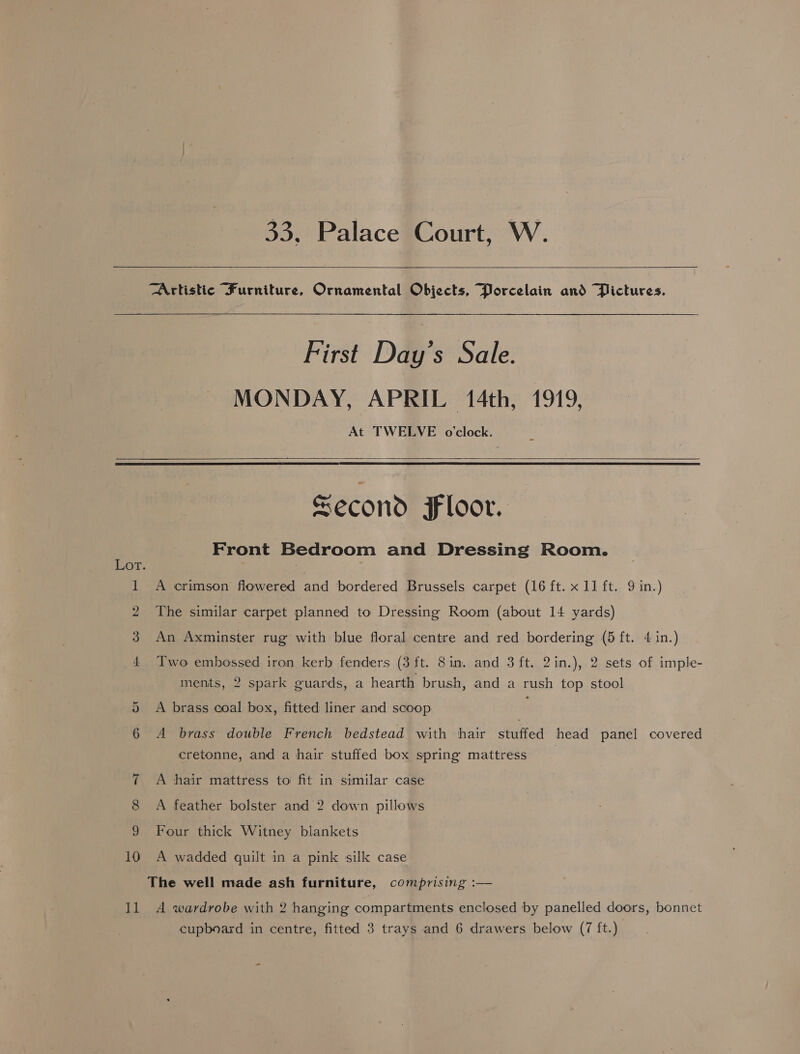 33, Palace Court, W.
Artistic Furniture, Ornamental Objects, Porcelain and Pictures.
First Day's Sale.
MONDAY, APRIL 14th, 1919,
At TWELVE o'clock.
Second Floor.
Front Bedroom and Dressing Room.
Lot.
1 A crimson flowered and bordered Brussels carpet (16 ft. x 11 ft. 9 in.)
2 The similar carpet planned to Dressing Room (about 14 yards)
3 An Axminster rug with blue floral centre and red bordering (5 ft. 4 in.)
4 Two embossed iron kerb fenders (3 ft. 8 in. and 3 ft. 2 in.), 2 sets of imple-
ments, 2 spark guards, a hearth brush, and a rush top stool
5 A brass coal box, fitted liner and scoop
6 A brass double French bedstead with hair stuffed head panel covered
cretonne, and a hair stuffed box spring mattress
7 A hair mattress to fit in similar case
8 A feather bolster and 2 down pillows
9 Four thick Witney blankets
10 A wadded quilt in a pink silk case
The well made ash furniture, comprising :—
11 A wardrobe with 2 hanging compartments enclosed by panelled doors, bonnet
cupboard in centre, fitted 3 trays and 6 drawers below (7 ft.)